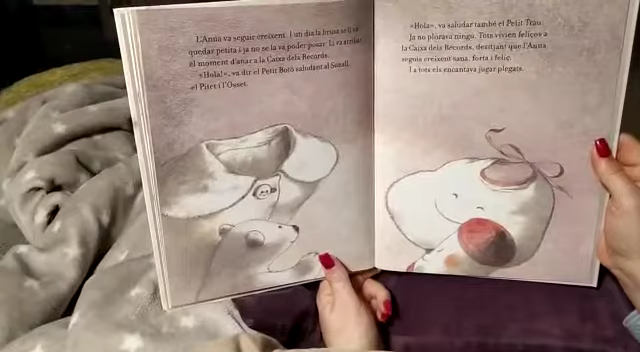 L'Anna va seguir creixent. I un dia la brusa se li va
quedar petita i ja no se la va poder posar. Li va arribar
el moment d'anar a la Caixa dels Records.
«Hola!», va dir el Petit Botó saludant al Sonall,
el Pitet i l'Osset.
«Hola», va saludar també el Petit Trau.
Ja no plorava ningú. Tots vivien feliços a
la Caixa dels Records, desitjant que l'Anna
seguís creixent sana, forta i feliç.
I a tots els encantava jugar plegats.